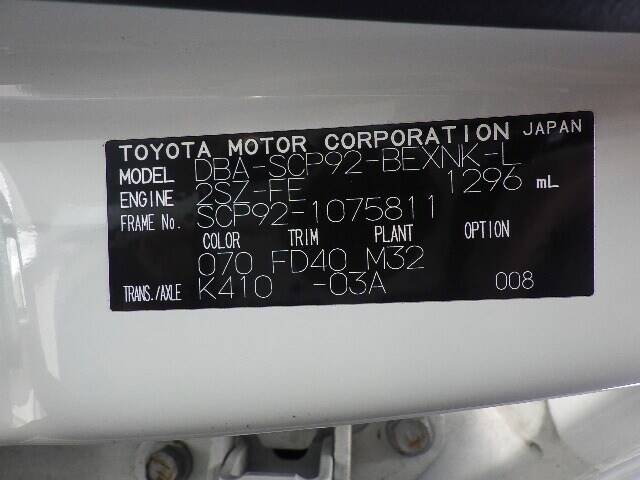 TOYOTA MOTOR CORPORATION JAPAN
MODEL DBA-SCP92-BEXNK-L
ENGINE 2SZ-FE 1296 mL
FRAME No. SCP92-1075811
COLOR TRIM PLANT OPTION
070 FD40 M32
TRANS./AXLE K410 -03A 008